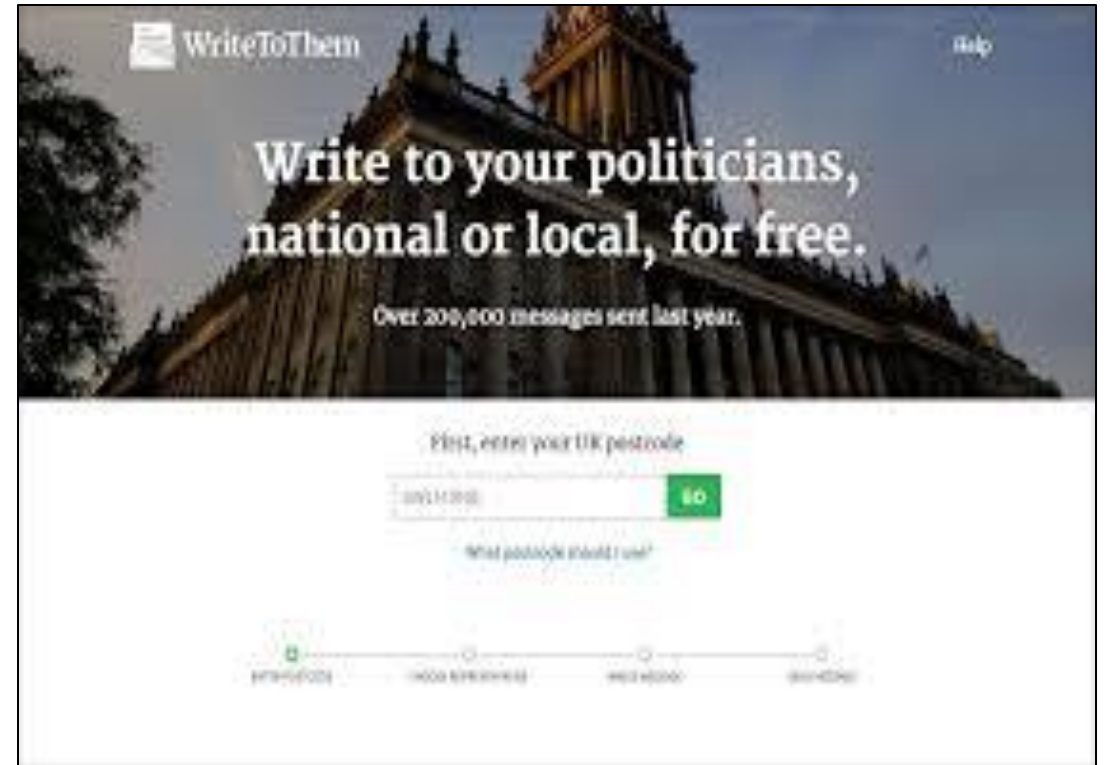 WriteToThem
Help
Write to your politicians,
national or local, for free.
Over 200,000 messages sent last year.
First, enter your UK postcode
GO
What postcode should I use?